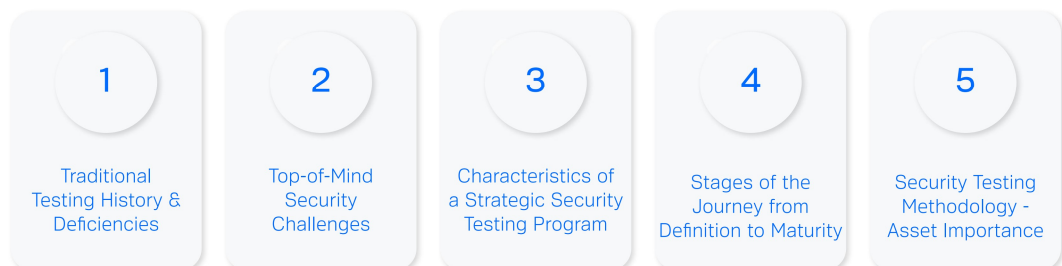 1
Traditional
Testing History &
Deficiencies
2
Top-of-Mind
Security
Challenges
3
Characteristics of
a Strategic Security
Testing Program
4
Stages of the
Journey from
Definition to Maturity
5
Security Testing
Methodology -
Asset Importance